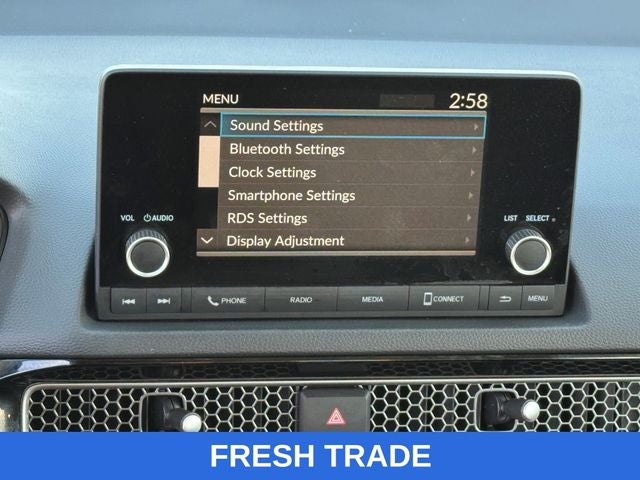 MENU 2:58
Sound Settings
Bluetooth Settings
Clock Settings
Smartphone Settings
RDS Settings
Display Adjustment
VOL AUDIO
LIST SELECT
PHONE RADIO MEDIA CONNECT MENU
FRESH TRADE